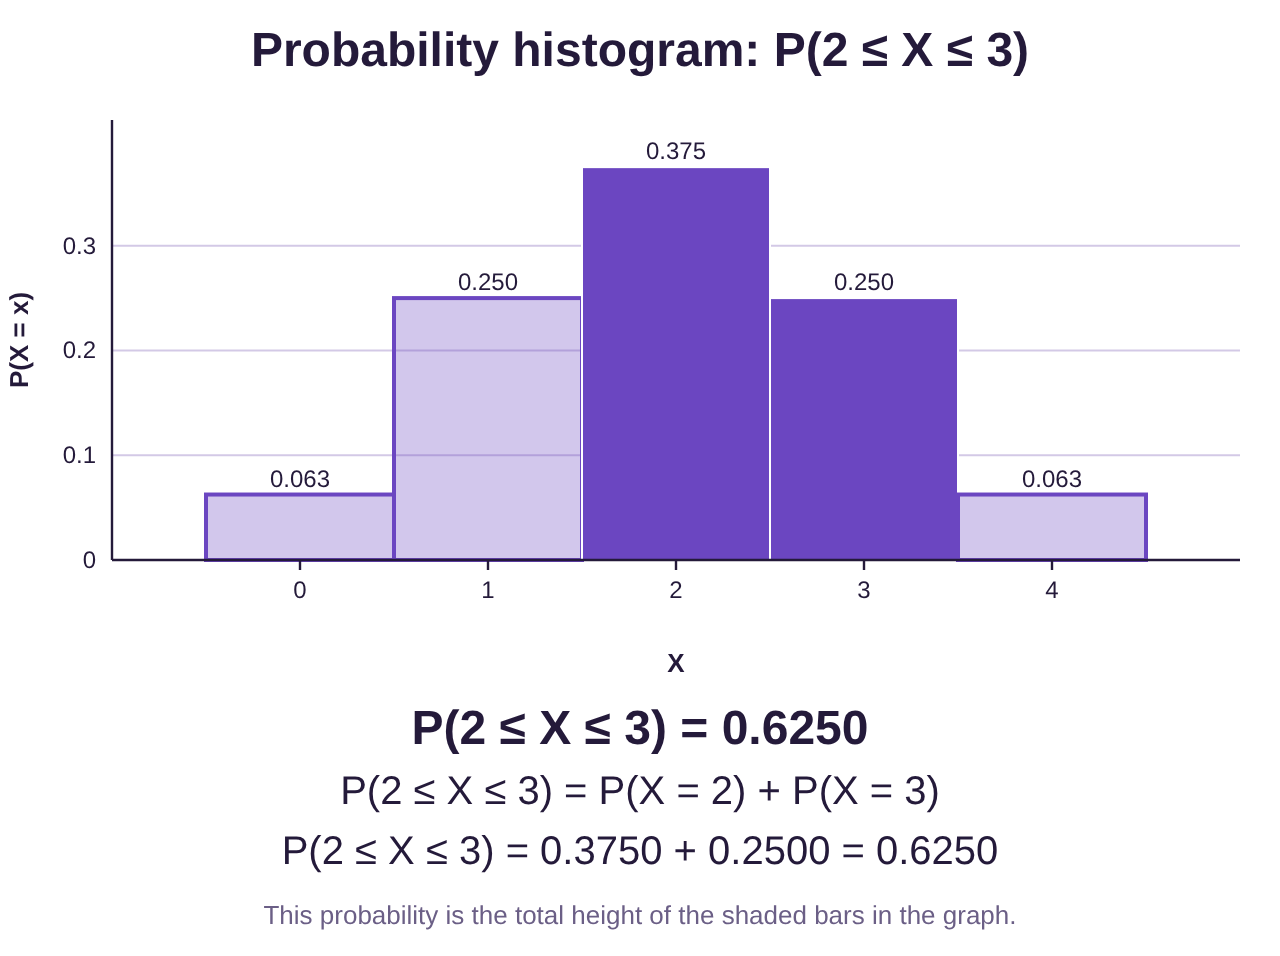 Probability histogram: P(2 ≤ X ≤ 3)
0.375
0.3
0.250
0.250
P(X = x)
0.2
0.1
0.063
0.063
0
0
1
2
3
4
X
P(2 ≤ X ≤ 3) = 0.6250
P(2 ≤ X ≤ 3) = P(X = 2) + P(X = 3)
P(2 ≤ X ≤ 3) = 0.3750 + 0.2500 = 0.6250
This probability is the total height of the shaded bars in the graph.